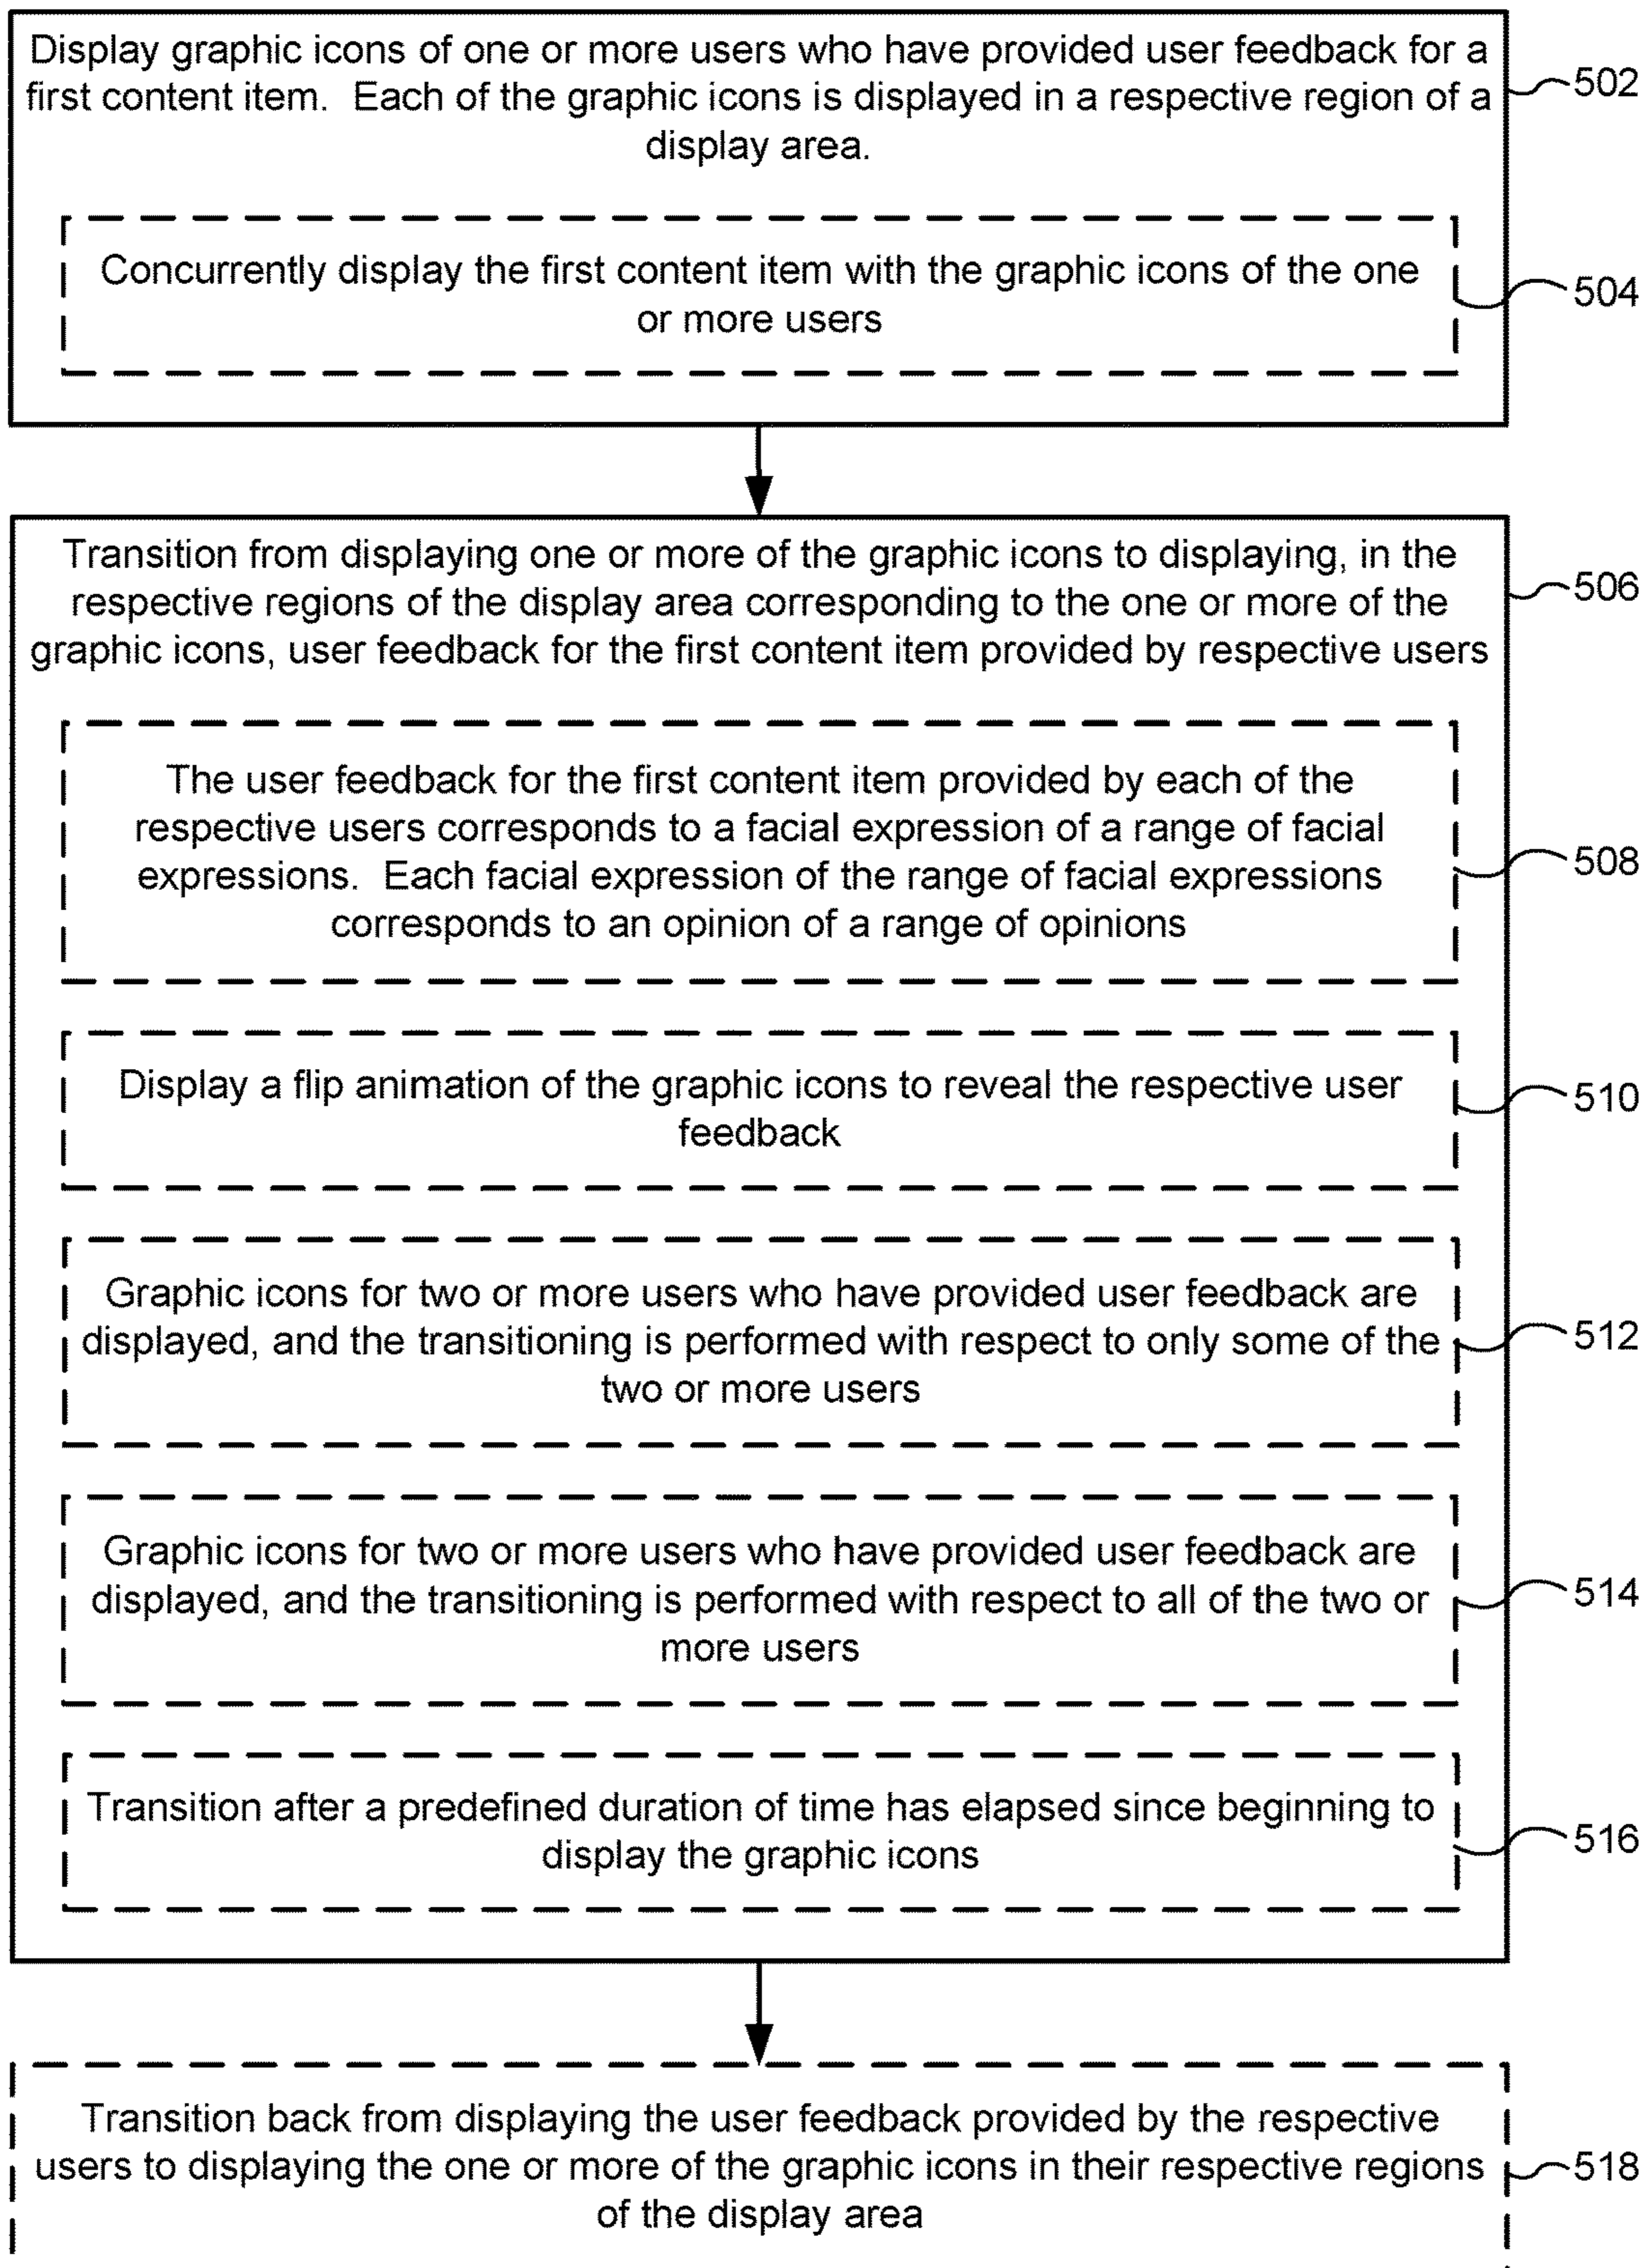 Display graphic icons of one or more users who have provided user feedback for a
first content item.  Each of the graphic icons is displayed in a respective region of a
display area.
502
Concurrently display the first content item with the graphic icons of the one
or more users
504
Transition from displaying one or more of the graphic icons to displaying, in the
respective regions of the display area corresponding to the one or more of the
graphic icons, user feedback for the first content item provided by respective users
506
The user feedback for the first content item provided by each of the
respective users corresponds to a facial expression of a range of facial
expressions.  Each facial expression of the range of facial expressions
corresponds to an opinion of a range of opinions
508
Display a flip animation of the graphic icons to reveal the respective user
feedback
510
Graphic icons for two or more users who have provided user feedback are
displayed, and the transitioning is performed with respect to only some of the
two or more users
512
Graphic icons for two or more users who have provided user feedback are
displayed, and the transitioning is performed with respect to all of the two or
more users
514
Transition after a predefined duration of time has elapsed since beginning to
display the graphic icons
516
Transition back from displaying the user feedback provided by the respective
users to displaying the one or more of the graphic icons in their respective regions
of the display area
518